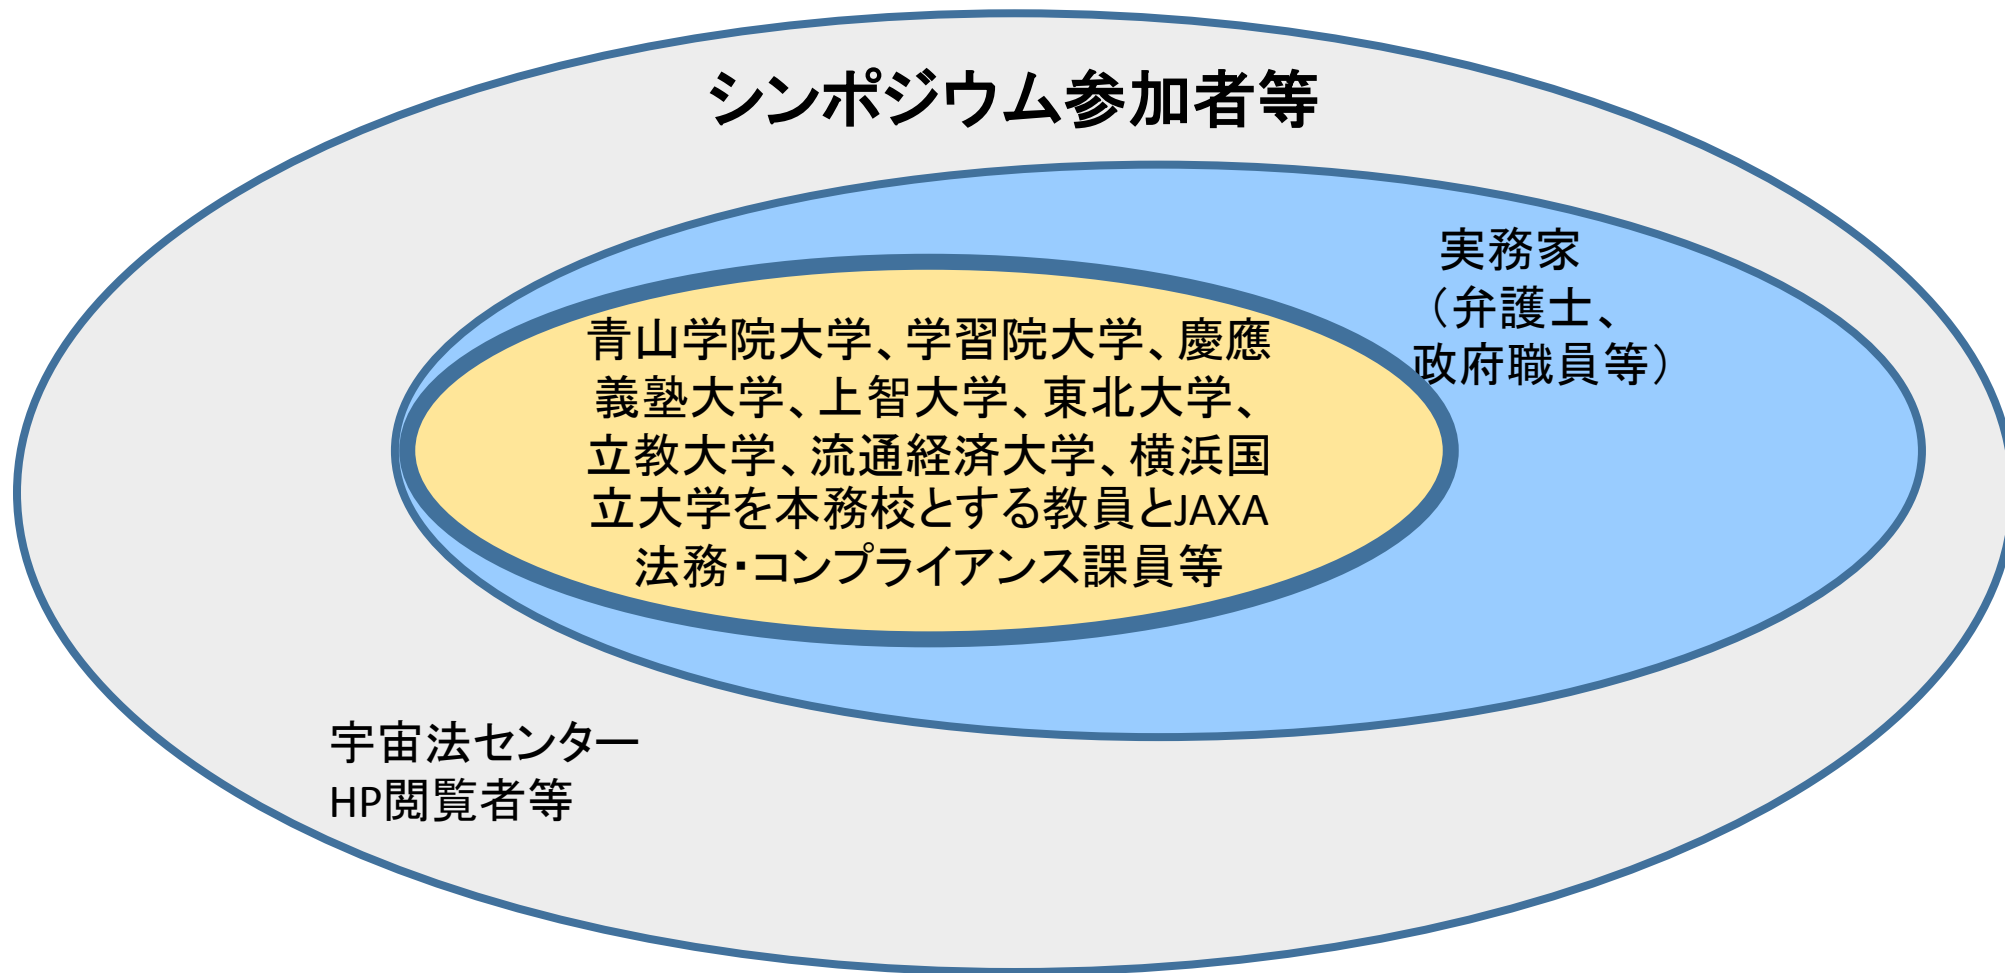 シンポジウム参加者等
実務家
（弁護士、
政府職員等）
青山学院大学、学習院大学、慶應
義塾大学、上智大学、東北大学、
立教大学、流通経済大学、横浜国
立大学を本務校とする教員とJAXA
法務・コンプライアンス課員等
宇宙法センター
HP閲覧者等